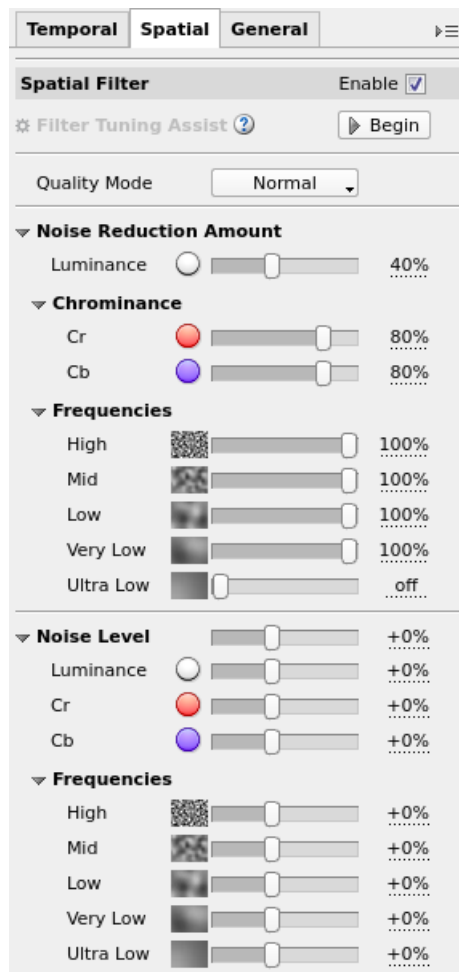 Temporal Spatial General
Spatial Filter Enable
Filter Tuning Assist ? Begin
Quality Mode Normal
Noise Reduction Amount
Luminance 40%
Chrominance
Cr 80%
Cb 80%
Frequencies
High 100%
Mid 100%
Low 100%
Very Low 100%
Ultra Low off
Noise Level +0%
Luminance +0%
Cr +0%
Cb +0%
Frequencies
High +0%
Mid +0%
Low +0%
Very Low +0%
Ultra Low +0%